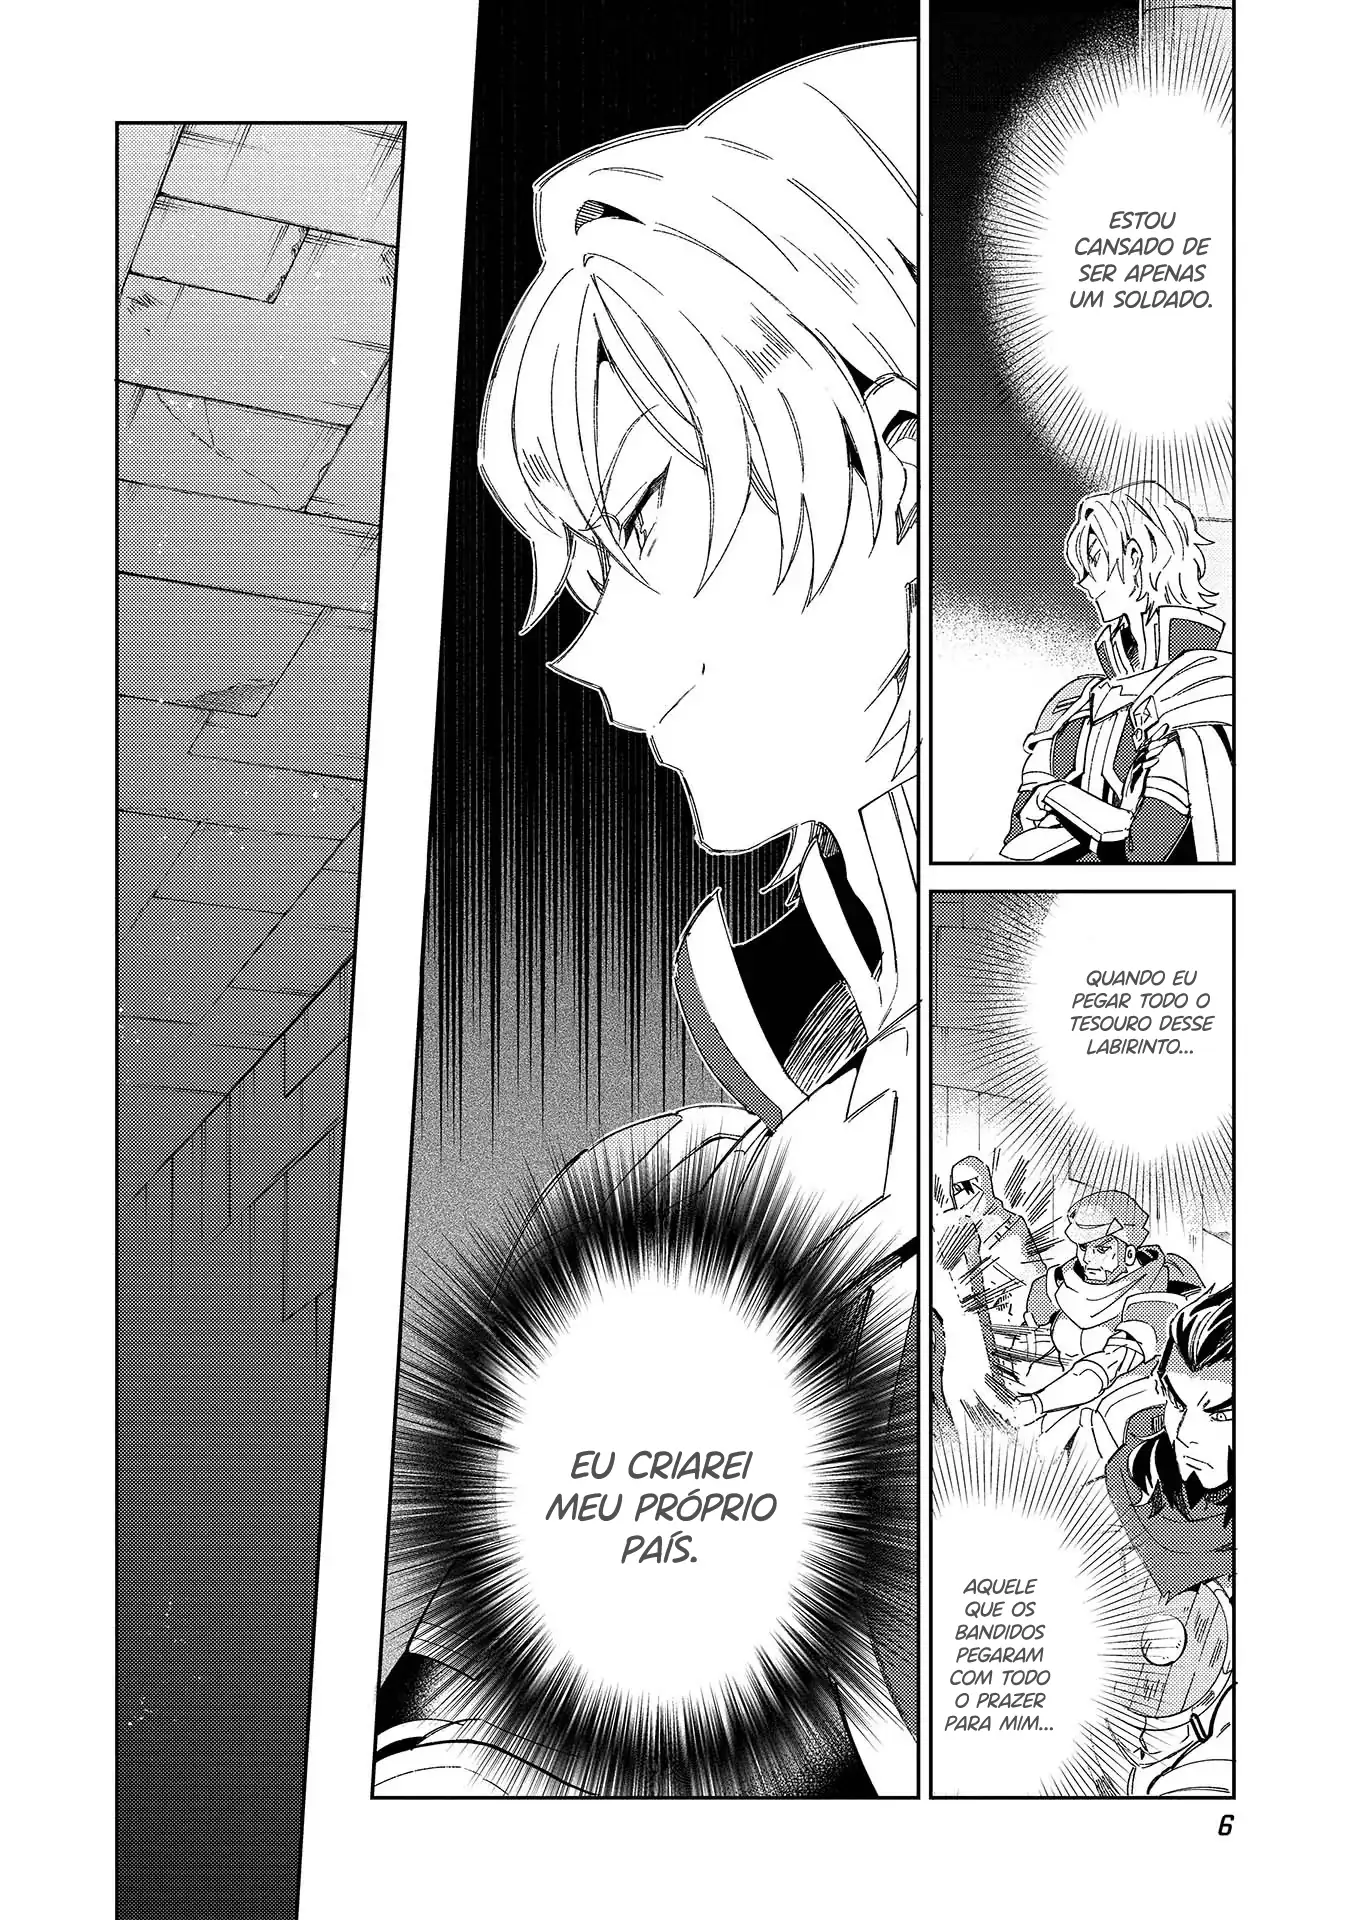 ESTOU
CANSADO DE
SER APENAS
UM SOLDADO.
QUANDO EU
PEGAR TODO O
TESOURO DESSE
LABIRINTO...
AQUELE
QUE OS
BANDIDOS
PEGARAM
COM TODO
O PRAZER
PARA MIM...
EU CRIAREI
MEU PRÓPRIO
PAÍS.
6